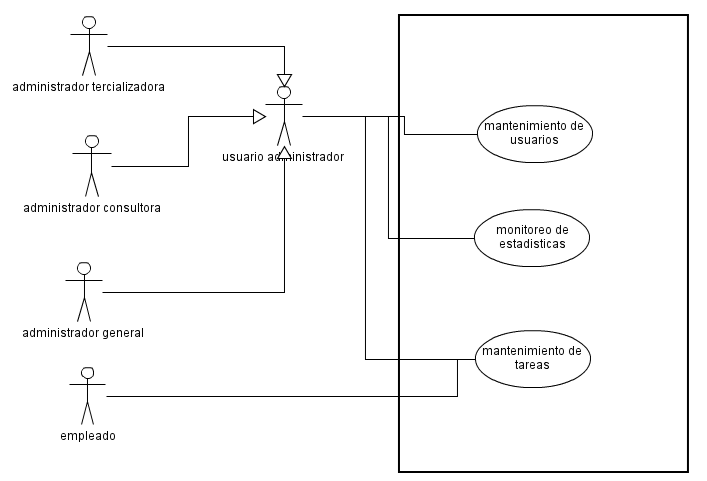 administrador tercializadora
usuario administrador
mantenimiento de
usuarios
administrador consultora
monitoreo de
estadisticas
administrador general
mantenimiento de
tareas
empleado